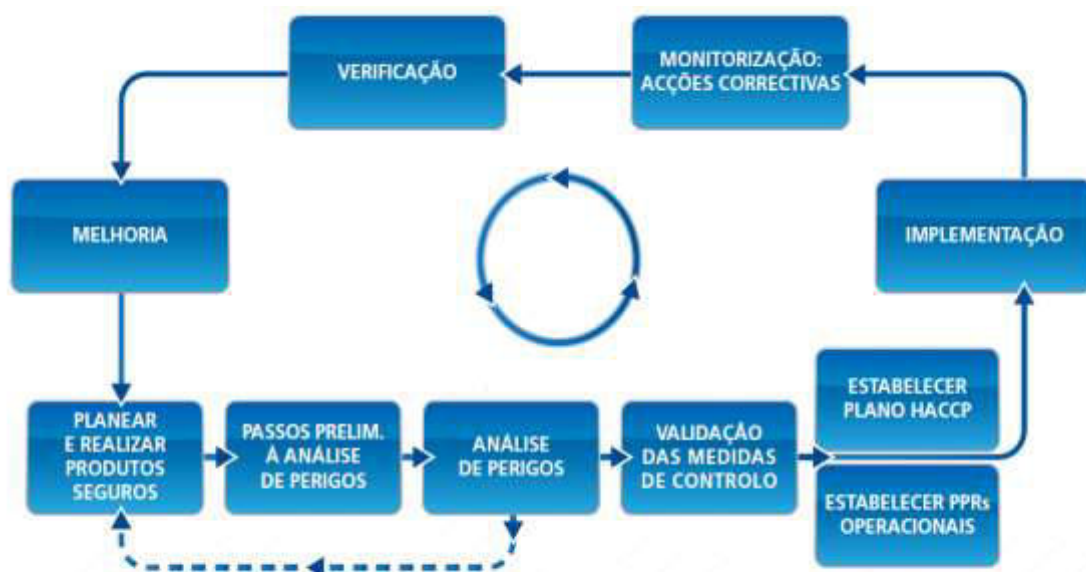 VERIFICAÇÃO
MONITORIZAÇÃO:
ACÇÕES CORRECTIVAS
MELHORIA
IMPLEMENTAÇÃO
PLANEAR
E REALIZAR
PRODUTOS
SEGUROS
PASSOS PRELIM.
À ANÁLISE
DE PERIGOS
ANÁLISE
DE PERIGOS
VALIDAÇÃO
DAS MEDIDAS
DE CONTROLO
ESTABELECER
PLANO HACCP
ESTABELECER PPRs
OPERACIONAIS